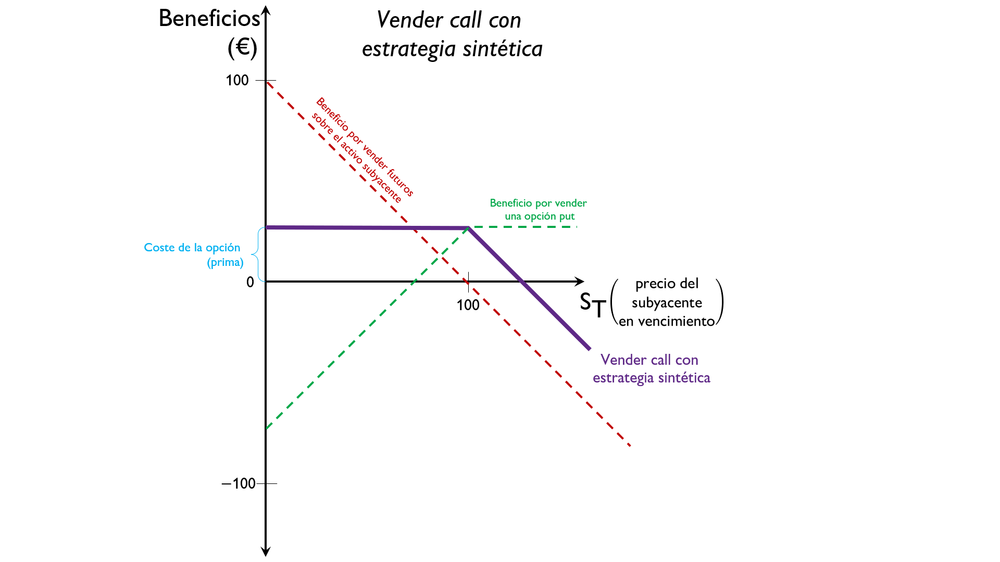 Beneficios
(€)
Vender call con
estrategia sintética
100
Beneficio por vender futuros
sobre el activo subyacente
Beneficio por vender
una opción put
Coste de la opción
(prima)
0
100
S_T
precio del
subyacente
en vencimiento
Vender call con
estrategia sintética
−100